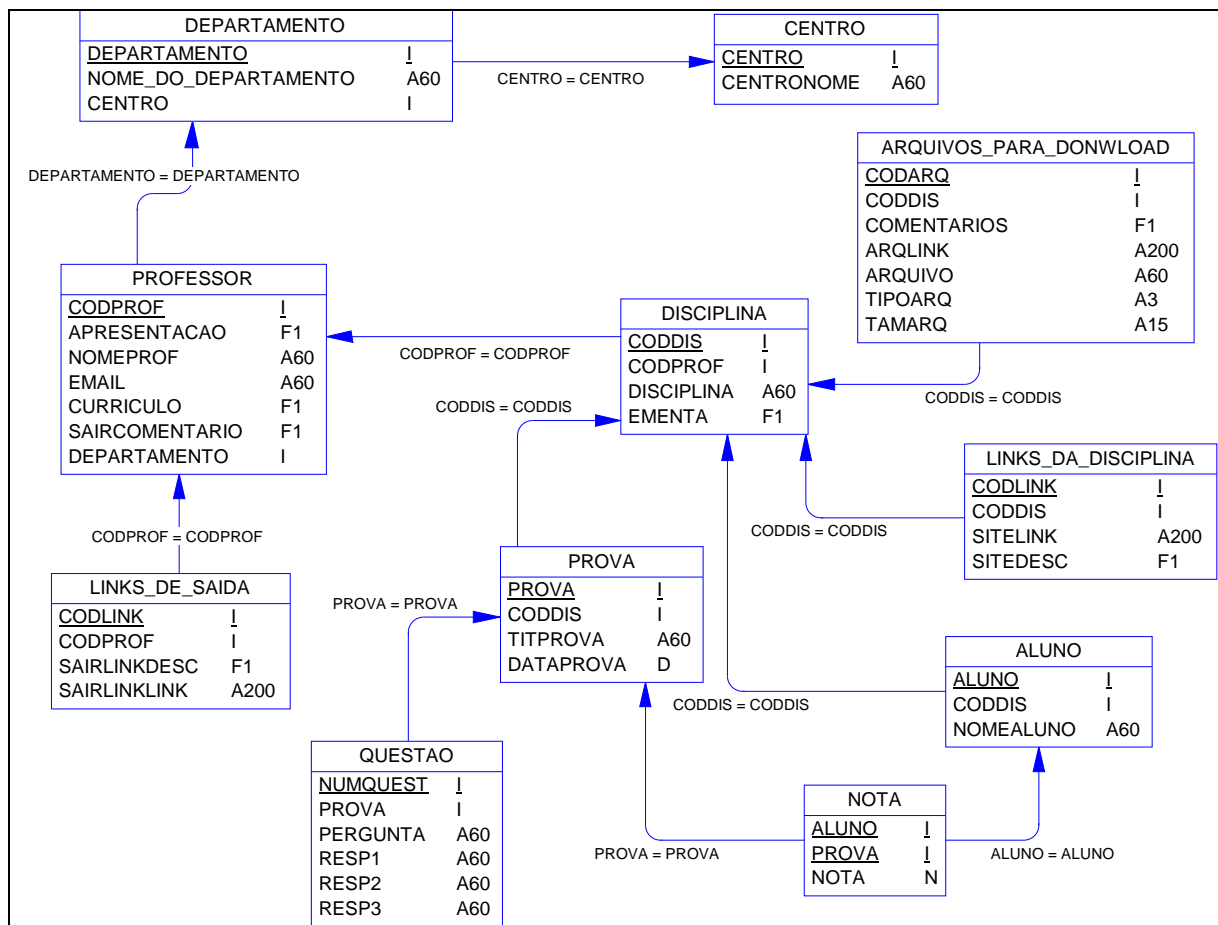 DEPARTAMENTO
DEPARTAMENTO I
NOME_DO_DEPARTAMENTO A60
CENTRO I
CENTRO = CENTRO
CENTRO
CENTRO I
CENTRONOME A60
DEPARTAMENTO = DEPARTAMENTO
ARQUIVOS_PARA_DONWLOAD
CODARQ I
CODDIS I
COMENTARIOS F1
ARQLINK A200
ARQUIVO A60
TIPOARQ A3
TAMARQ A15
PROFESSOR
CODPROF I
APRESENTACAO F1
NOMEPROF A60
EMAIL A60
CURRICULO F1
SAIRCOMENTARIO F1
DEPARTAMENTO I
CODPROF = CODPROF
DISCIPLINA
CODDIS I
CODPROF I
DISCIPLINA A60
EMENTA F1
CODDIS = CODDIS
CODDIS = CODDIS
LINKS_DA_DISCIPLINA
CODLINK I
CODDIS I
SITELINK A200
SITEDESC F1
CODDIS = CODDIS
CODPROF = CODPROF
LINKS_DE_SAIDA
CODLINK I
CODPROF I
SAIRLINKDESC F1
SAIRLINKLINK A200
PROVA = PROVA
PROVA
PROVA I
CODDIS I
TITPROVA A60
DATAPROVA D
CODDIS = CODDIS
ALUNO
ALUNO I
CODDIS I
NOMEALUNO A60
QUESTAO
NUMQUEST I
PROVA I
PERGUNTA A60
RESP1 A60
RESP2 A60
RESP3 A60
PROVA = PROVA
NOTA
ALUNO I
PROVA I
NOTA N
ALUNO = ALUNO